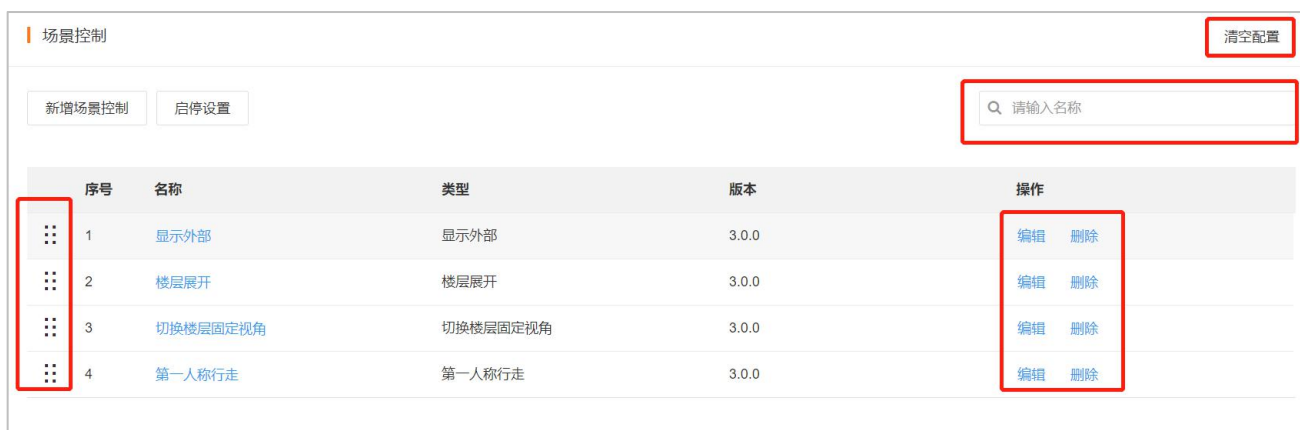 场景控制 清空配置
新增场景控制 启停设置 请输入名称
序号 名称 类型 版本 操作
1 显示外部 显示外部 3.0.0 编辑 删除
2 楼层展开 楼层展开 3.0.0 编辑 删除
3 切换楼层固定视角 切换楼层固定视角 3.0.0 编辑 删除
4 第一人称行走 第一人称行走 3.0.0 编辑 删除